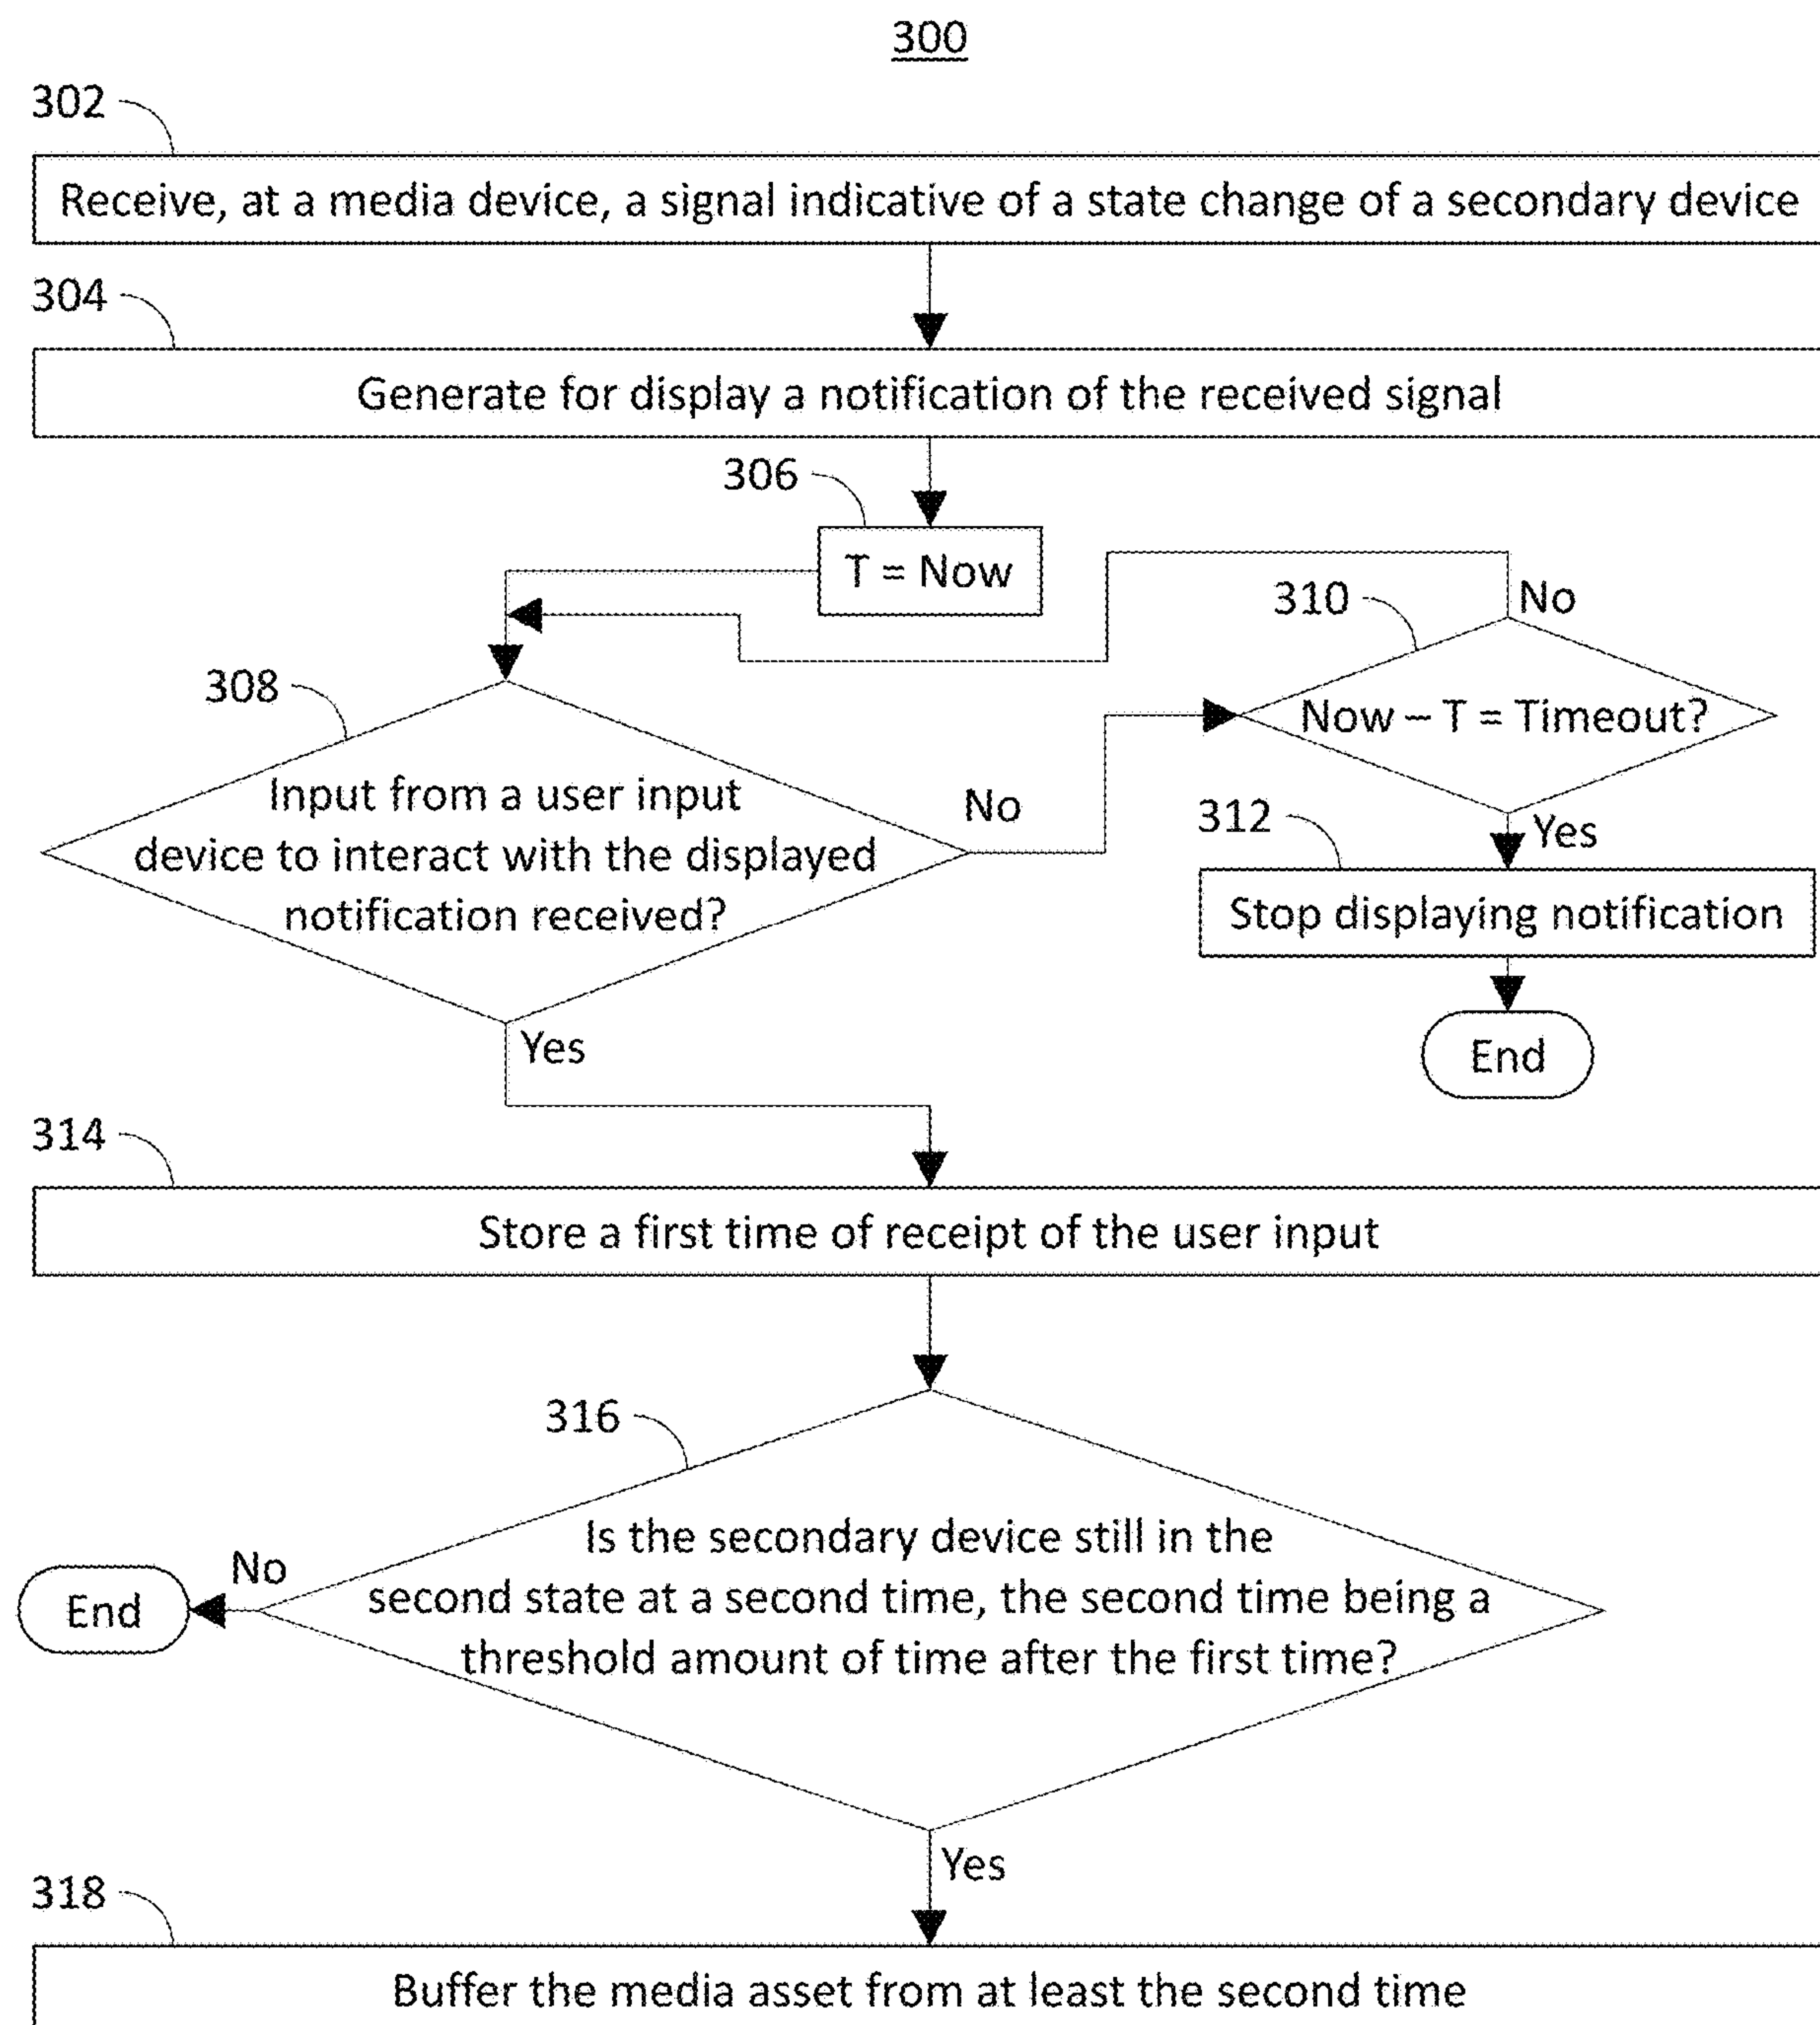 300
302
Receive, at a media device, a signal indicative of a state change of a secondary device
304
Generate for display a notification of the received signal
306
T = Now
310
No
308
Now – T = Timeout?
Input from a user input
device to interact with the displayed
notification received?
No
312
Yes
Stop displaying notification
End
Yes
314
Store a first time of receipt of the user input
316
Is the secondary device still in the
second state at a second time, the second time being a
threshold amount of time after the first time?
No
End
Yes
318
Buffer the media asset from at least the second time